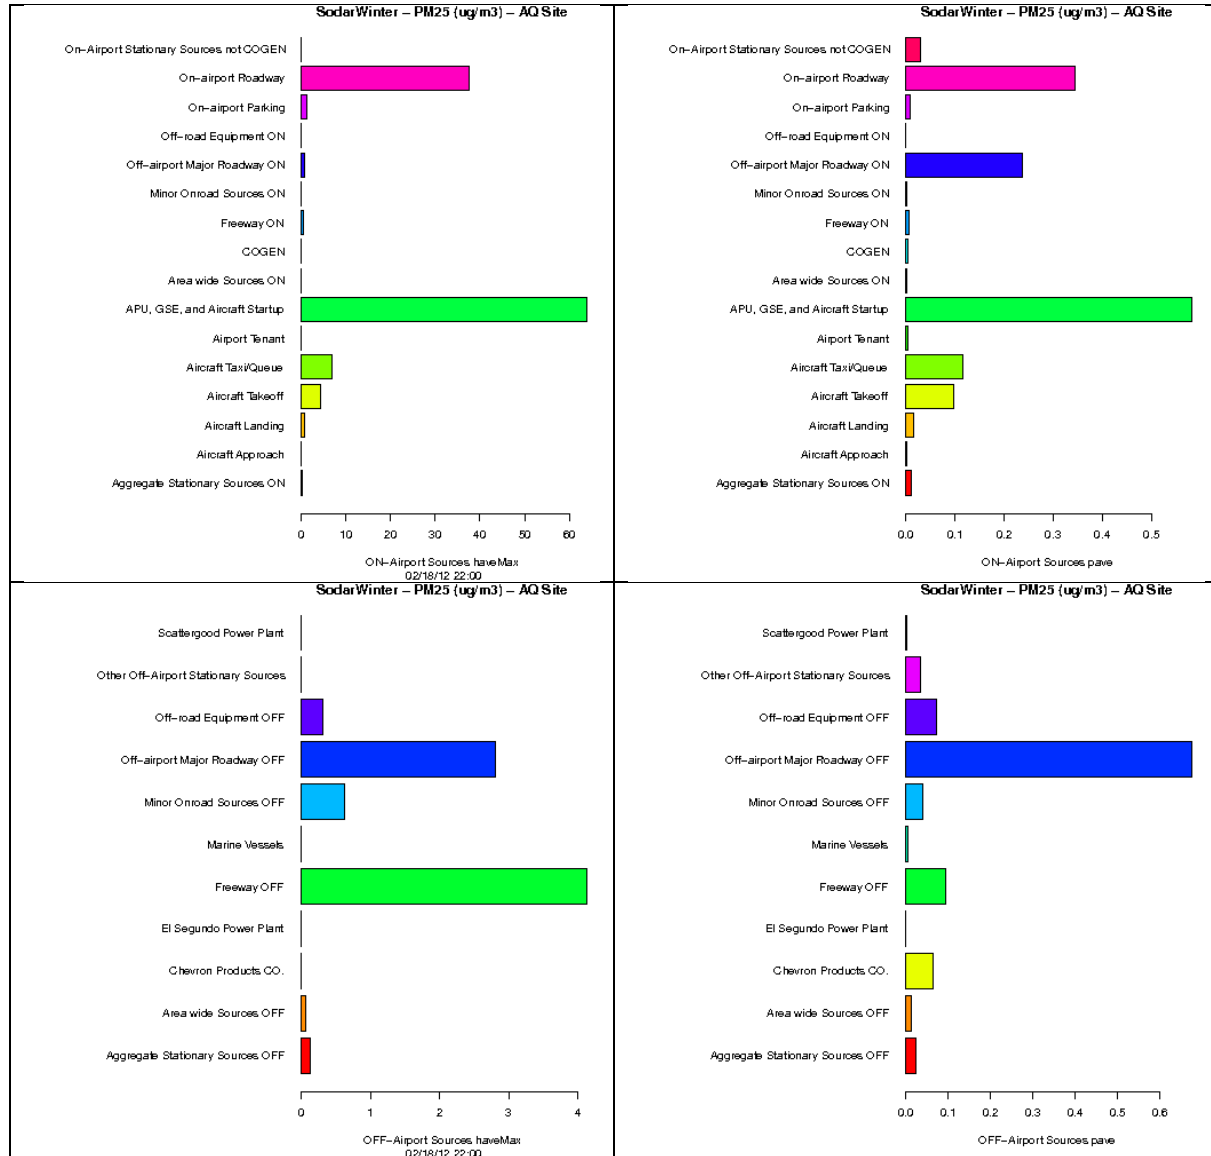 SodarWinter – PM25 (ug/m3) – AQ Site
On–Airport Stationary Sources not COGEN
On–airport Roadway
On–airport Parking
Off–road Equipment ON
Off–airport Major Roadway ON
Minor Onroad Sources ON
Freeway ON
COGEN
Area wide Sources ON
APU, GSE, and Aircraft Startup
Airport Tenant
Aircraft Taxi/Queue
Aircraft Takeoff
Aircraft Landing
Aircraft Approach
Aggregate Stationary Sources ON
0 10 20 30 40 50 60
ON–Airport Sources haveMax
02/18/12 22:00
SodarWinter – PM25 (ug/m3) – AQ Site
On–Airport Stationary Sources not COGEN
On–airport Roadway
On–airport Parking
Off–road Equipment ON
Off–airport Major Roadway ON
Minor Onroad Sources ON
Freeway ON
COGEN
Area wide Sources ON
APU, GSE, and Aircraft Startup
Airport Tenant
Aircraft Taxi/Queue
Aircraft Takeoff
Aircraft Landing
Aircraft Approach
Aggregate Stationary Sources ON
0.0 0.1 0.2 0.3 0.4 0.5
ON–Airport Sources pave
SodarWinter – PM25 (ug/m3) – AQ Site
Scattergood Power Plant
Other Off–Airport Stationary Sources
Off–road Equipment OFF
Off–airport Major Roadway OFF
Minor Onroad Sources OFF
Marine Vessels
Freeway OFF
El Segundo Power Plant
Chevron Products CO.
Area wide Sources OFF
Aggregate Stationary Sources OFF
0 1 2 3 4
OFF–Airport Sources haveMax
02/18/12 22:00
SodarWinter – PM25 (ug/m3) – AQ Site
Scattergood Power Plant
Other Off–Airport Stationary Sources
Off–road Equipment OFF
Off–airport Major Roadway OFF
Minor Onroad Sources OFF
Marine Vessels
Freeway OFF
El Segundo Power Plant
Chevron Products CO.
Area wide Sources OFF
Aggregate Stationary Sources OFF
0.0 0.1 0.2 0.3 0.4 0.5 0.6
OFF–Airport Sources pave